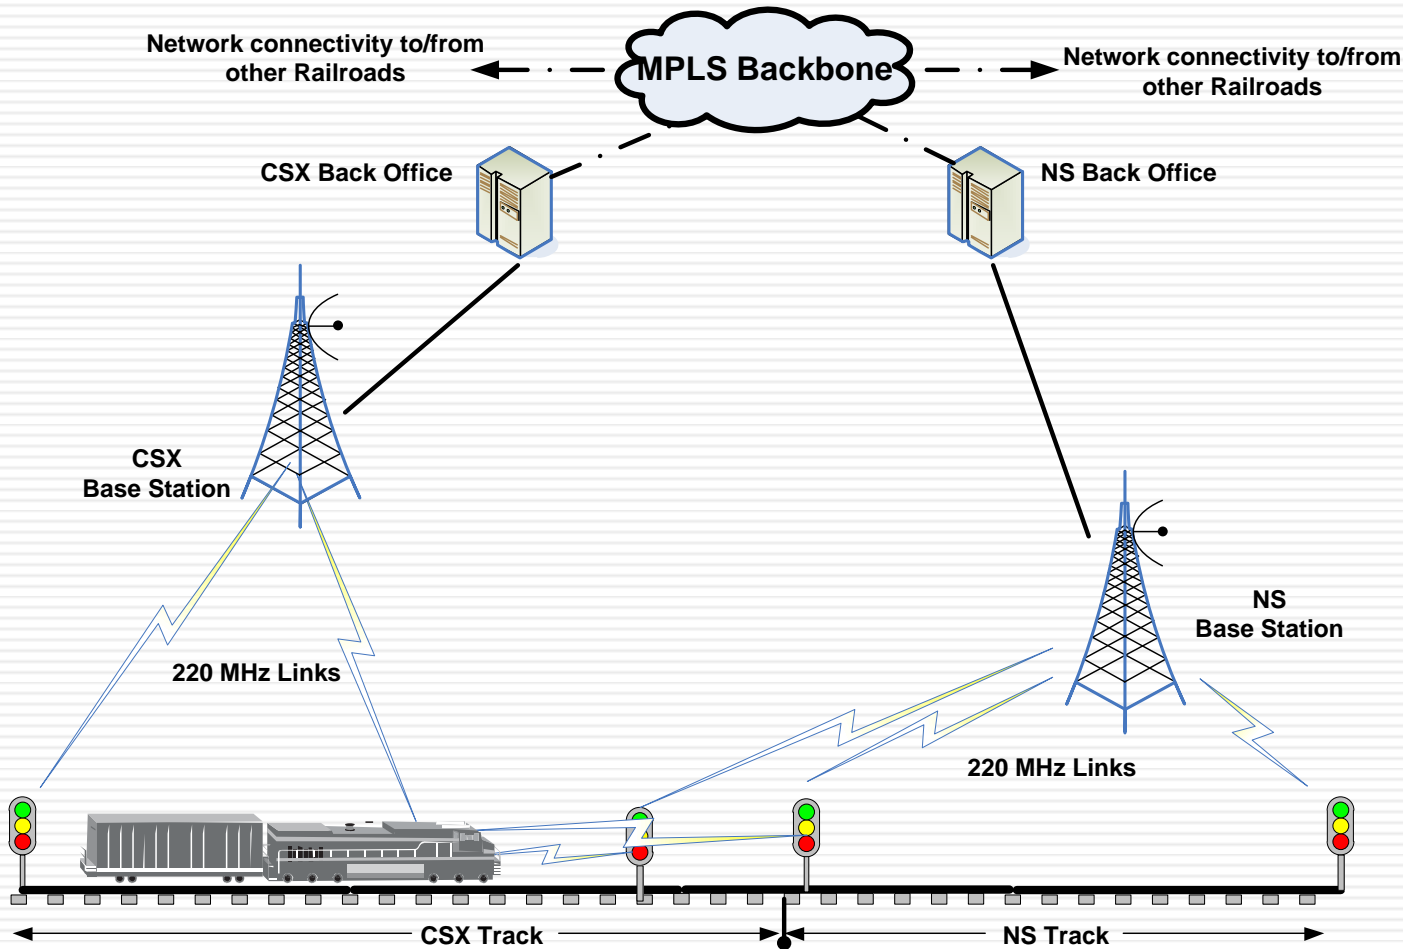 Network connectivity to/from
other Railroads
MPLS Backbone
Network connectivity to/from
other Railroads
CSX Back Office
NS Back Office
CSX
Base Station
NS
Base Station
220 MHz Links
220 MHz Links
CSX Track
NS Track